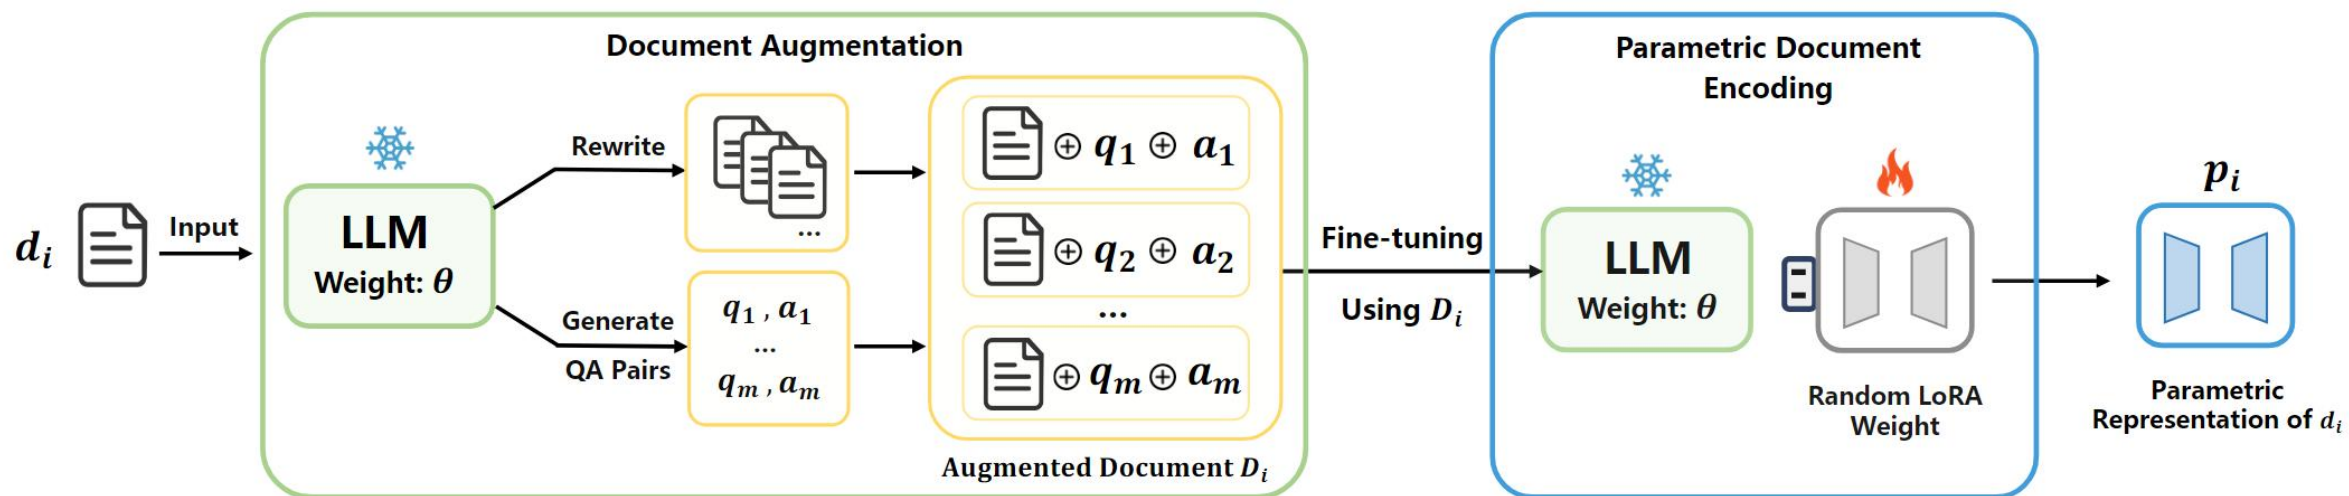 Document Augmentation
Parametric Document
Encoding
d_i
Input
LLM
Weight: θ
Rewrite
...
Generate
QA Pairs
q_1 , a_1
...
q_m , a_m
⊕ q_1 ⊕ a_1
⊕ q_2 ⊕ a_2
...
⊕ q_m ⊕ a_m
Augmented Document D_i
Fine-tuning
Using D_i
LLM
Weight: θ
Random LoRA
Weight
p_i
Parametric
Representation of d_i